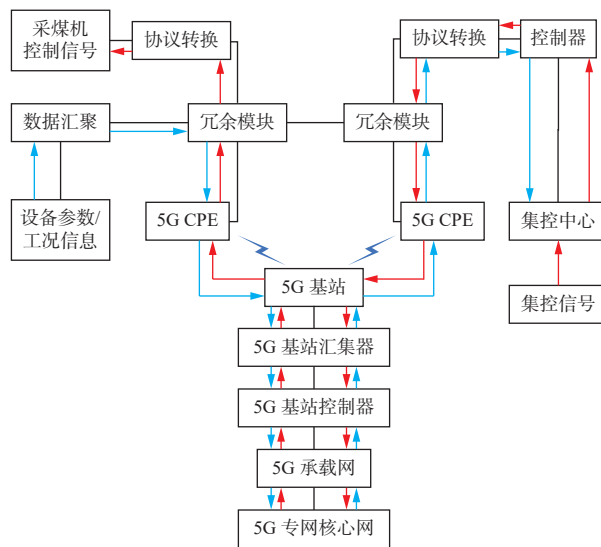 采煤机
控制信号
协议转换
协议转换
控制器
数据汇聚
冗余模块
冗余模块
设备参数/
工况信息
5G CPE
5G CPE
集控中心
5G 基站
集控信号
5G 基站汇集器
5G 基站控制器
5G 承载网
5G 专网核心网